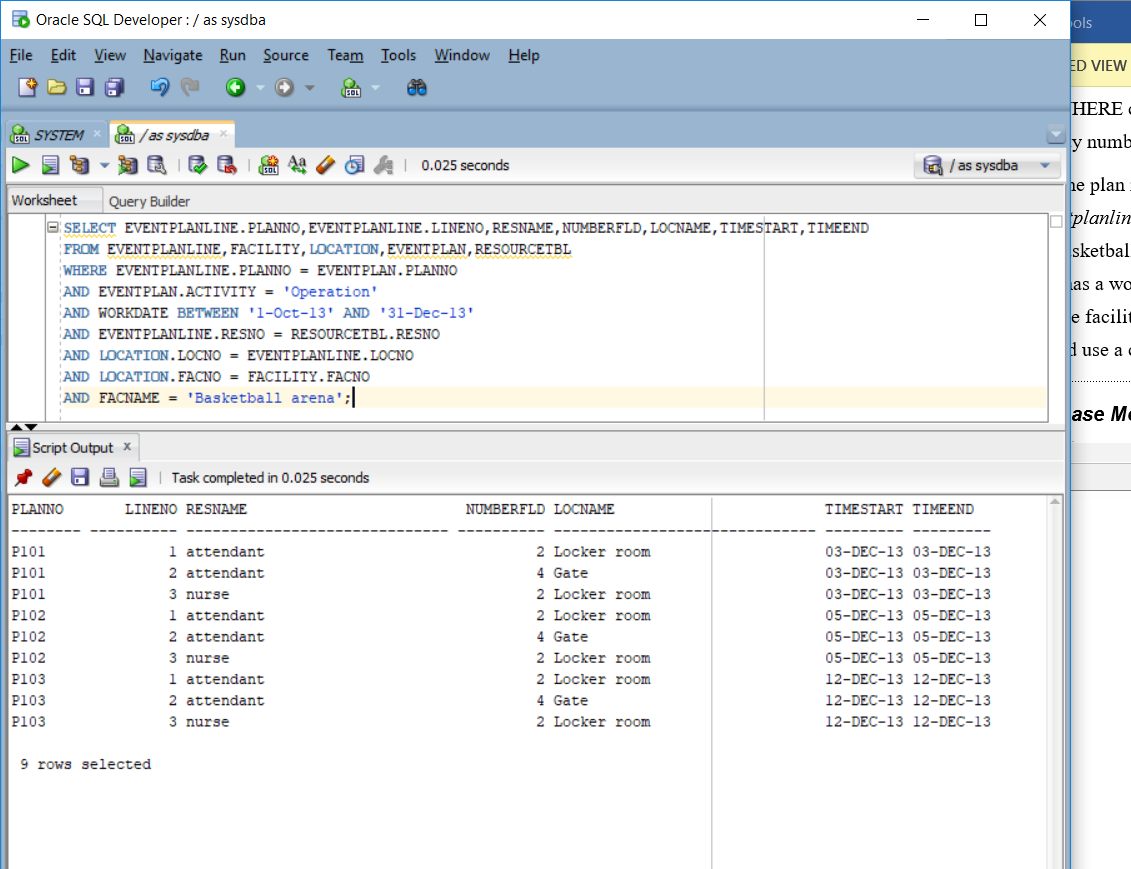 Oracle SQL Developer : / as sysdba
File Edit View Navigate Run Source Team Tools Window Help
SYSTEM
/ as sysdba
0.025 seconds
/ as sysdba
Worksheet Query Builder
SELECT EVENTPLANLINE.PLANNO,EVENTPLANLINE.LINENO,RESNAME,NUMBERFLD,LOCNAME,TIMESTART,TIMEEND
FROM EVENTPLANLINE,FACILITY,LOCATION,EVENTPLAN,RESOURCETBL
WHERE EVENTPLANLINE.PLANNO = EVENTPLAN.PLANNO
AND EVENTPLAN.ACTIVITY = 'Operation'
AND WORKDATE BETWEEN '1-Oct-13' AND '31-Dec-13'
AND EVENTPLANLINE.RESNO = RESOURCETBL.RESNO
AND LOCATION.LOCNO = EVENTPLANLINE.LOCNO
AND LOCATION.FACNO = FACILITY.FACNO
AND FACNAME = 'Basketball arena';
Script Output x
Task completed in 0.025 seconds
PLANNO LINENO RESNAME NUMBERFLD LOCNAME TIMESTART TIMEEND
P101 1 attendant 2 Locker room 03-DEC-13 03-DEC-13
P101 2 attendant 4 Gate 03-DEC-13 03-DEC-13
P101 3 nurse 2 Locker room 03-DEC-13 03-DEC-13
P102 1 attendant 2 Locker room 05-DEC-13 05-DEC-13
P102 2 attendant 4 Gate 05-DEC-13 05-DEC-13
P102 3 nurse 2 Locker room 05-DEC-13 05-DEC-13
P103 1 attendant 2 Locker room 12-DEC-13 12-DEC-13
P103 2 attendant 4 Gate 12-DEC-13 12-DEC-13
P103 3 nurse 2 Locker room 12-DEC-13 12-DEC-13
9 rows selected
ools
ED VIEW
HERE
y numb
he plan
tplanlin
sketbal
as a wo
e facilit
d use a
ase Mo